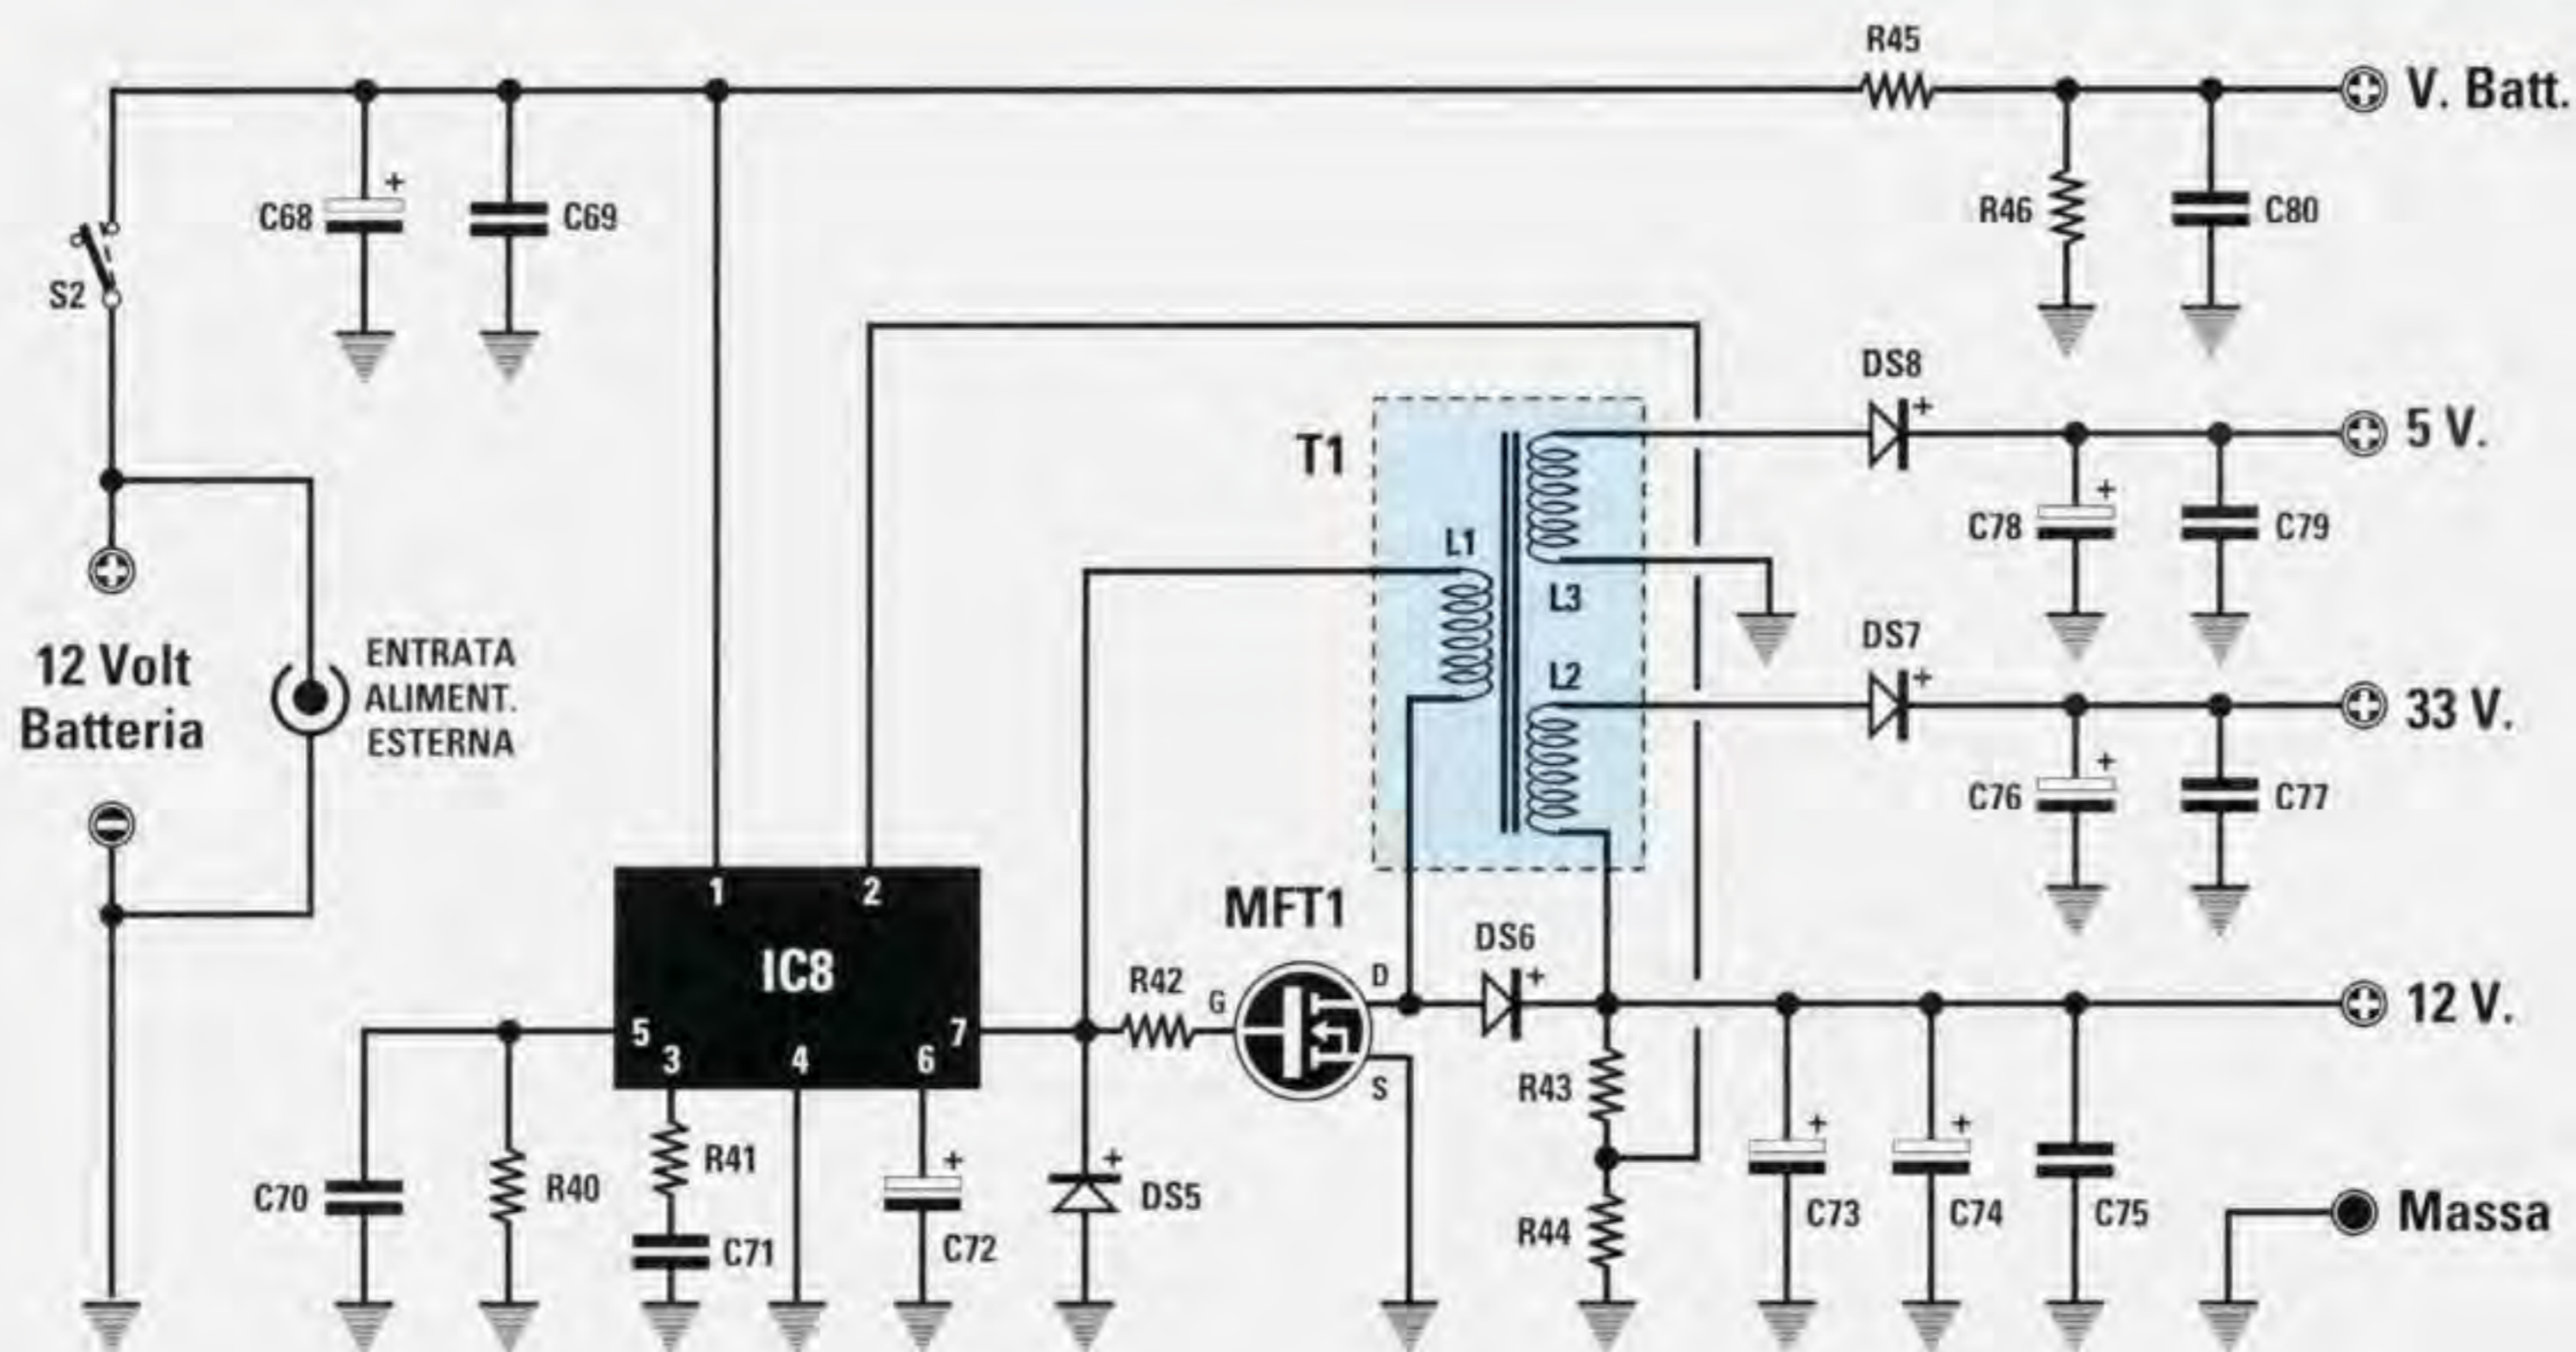 R45
V. Batt.
+
C68
C69
R46
C80
S2
DS8
+
T1
5 V.
+
L1
C78
C79
L3
12 Volt
Batteria
ENTRATA
ALIMENT.
ESTERNA
DS7
+
L2
33 V.
+
C76
C77
1
2
MFT1
IC8
DS6
+
R42
G
D
12 V.
5
3
4
6
7
S
R43
+
+
C70
R40
R41
C71
+
C72
+
DS5
R44
C73
C74
C75
Massa